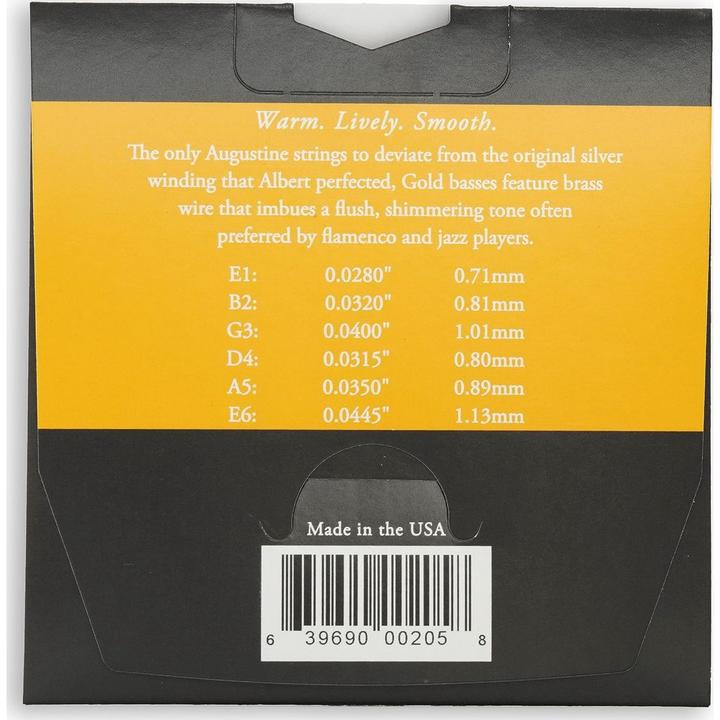 Warm. Lively. Smooth.
The only Augustine strings to deviate from the original silver
winding that Albert perfected, Gold basses feature brass
wire that imbues a flush, shimmering tone often
preferred by flamenco and jazz players.
E1: 0.0280" 0.71mm
B2: 0.0320" 0.81mm
G3: 0.0400" 1.01mm
D4: 0.0315" 0.80mm
A5: 0.0350" 0.89mm
E6: 0.0445" 1.13mm
Made in the USA
6 39690 00205 8